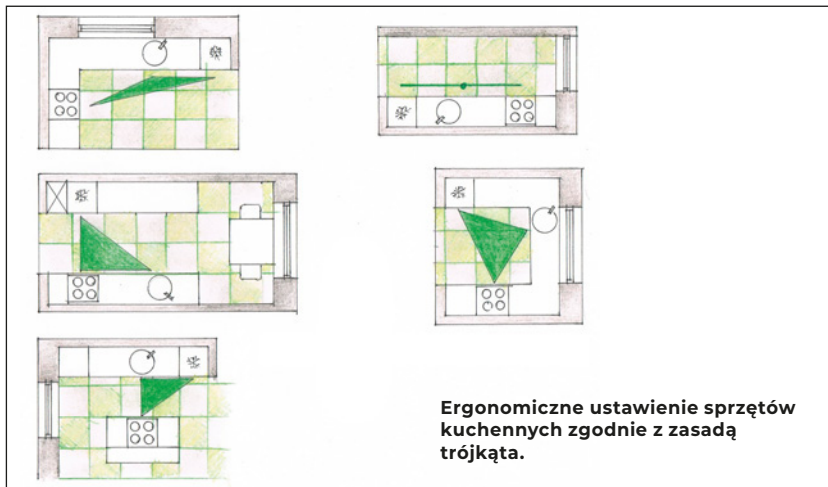 Ergonomiczne ustawienie sprzętów
kuchennych zgodnie z zasadą
trójkąta.